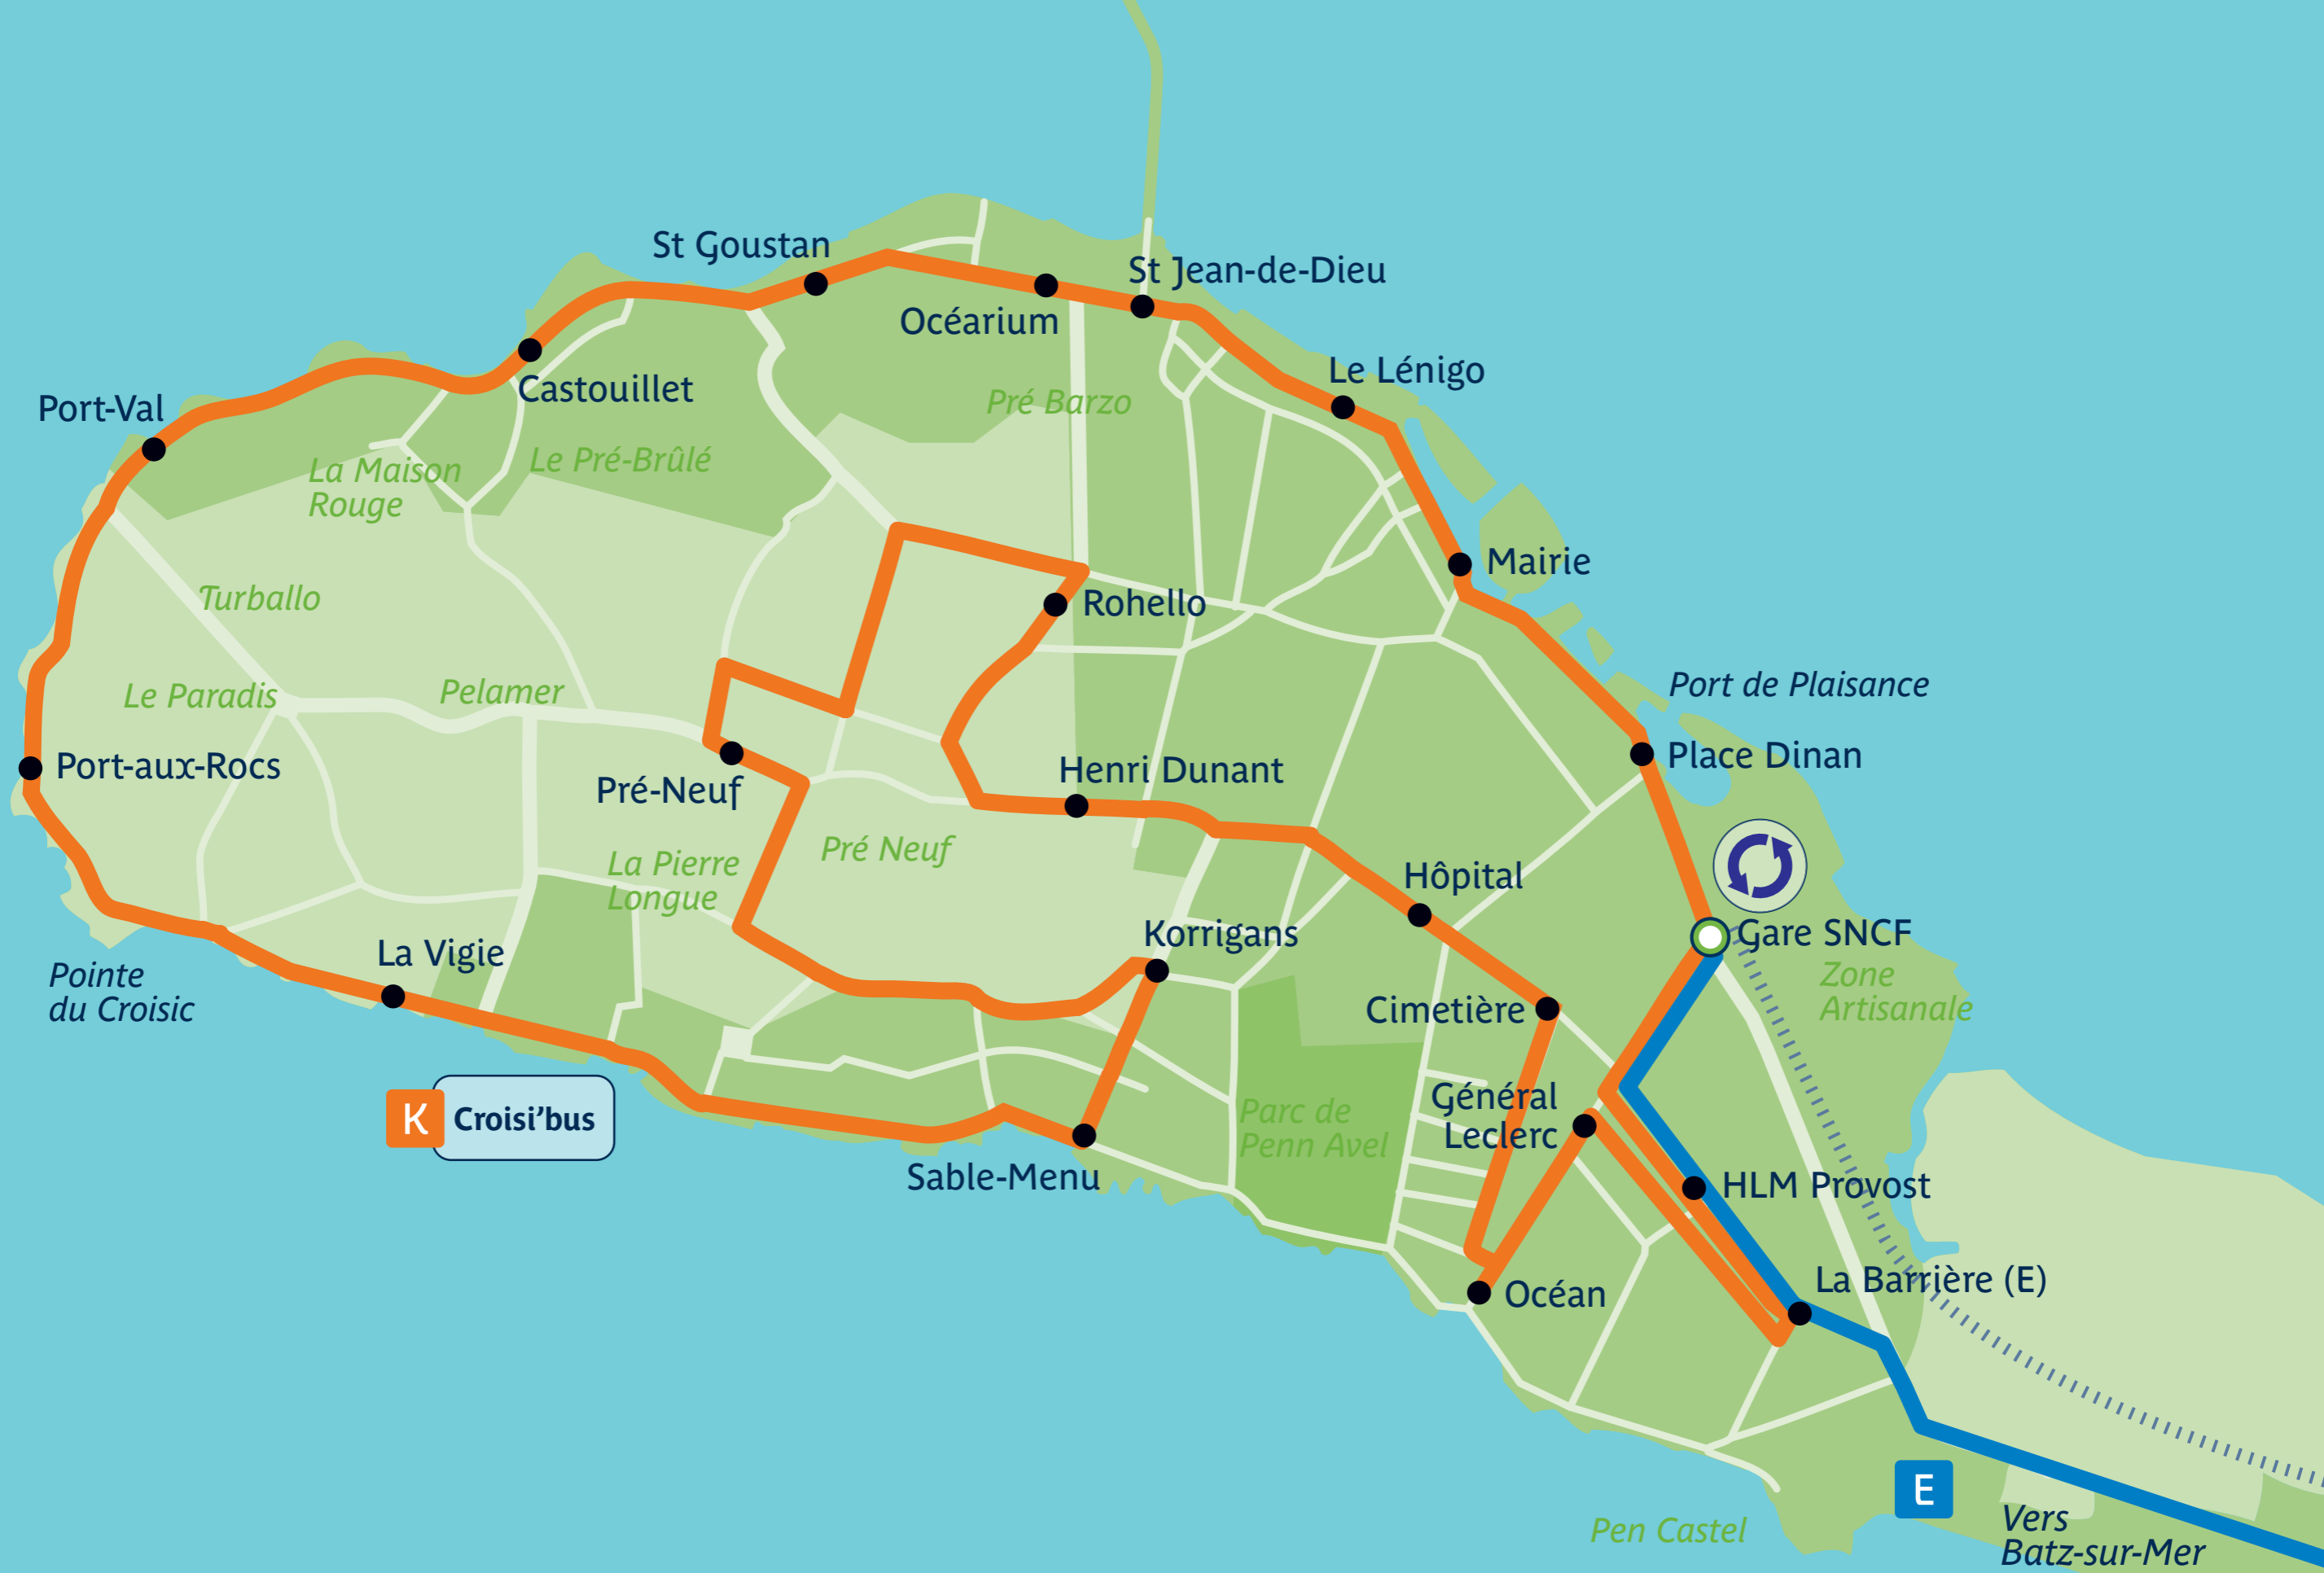 St Goustan
St Jean-de-Dieu
Océarium
Le Lénigo
Castouillet
Pré Barzo
Port-Val
La Maison
Rouge
Le Pré-Brûlé
Mairie
Turballo
Rohello
Le Paradis
Pelamer
Port de Plaisance
Port-aux-Rocs
Pré-Neuf
Henri Dunant
Place Dinan
La Pierre
Longue
Pré Neuf
Hôpital
Korrigans
Gare SNCF
La Vigie
Pointe
du Croisic
Zone
Artisanale
Cimetière
K Croisi'bus
Général
Leclerc
Parc de
Penn Avel
Sable-Menu
HLM Provost
Océan
La Barrière (E)
E
Vers
Batz-sur-Mer
Pen Castel